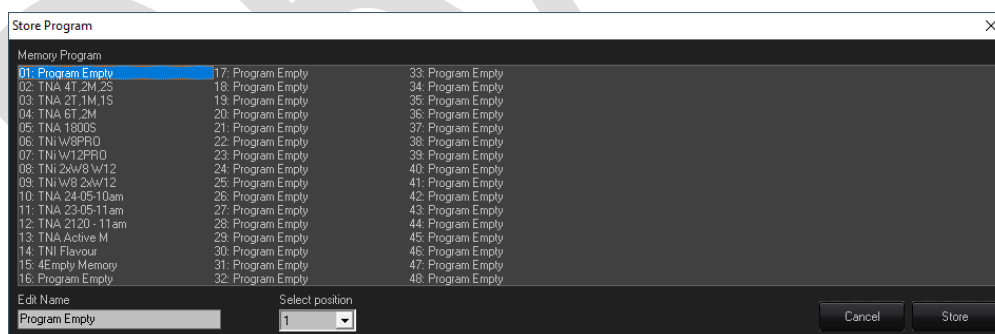 Store Program
Memory Program
01: Program Empty
02: TNA 4T,2M,2S
03: TNA 2T,1M,1S
04: TNA 6T,2M
05: TNA 1800S
06: TNi W8PRO
07: TNi W12PRO
08: TNi 2xW8 W12
09: TNi W8 2xW12
10: TNA 24-05-10am
11: TNA 23-05-11am
12: TNA 2120 - 11am
13: TNA Active M
14: TNI Flavour
15: 4Empty Memory
16: Program Empty
17: Program Empty
18: Program Empty
19: Program Empty
20: Program Empty
21: Program Empty
22: Program Empty
23: Program Empty
24: Program Empty
25: Program Empty
26: Program Empty
27: Program Empty
28: Program Empty
29: Program Empty
30: Program Empty
31: Program Empty
32: Program Empty
33: Program Empty
34: Program Empty
35: Program Empty
36: Program Empty
37: Program Empty
38: Program Empty
39: Program Empty
40: Program Empty
41: Program Empty
42: Program Empty
43: Program Empty
44: Program Empty
45: Program Empty
46: Program Empty
47: Program Empty
48: Program Empty
Edit Name
Program Empty
Select position
1
Cancel
Store